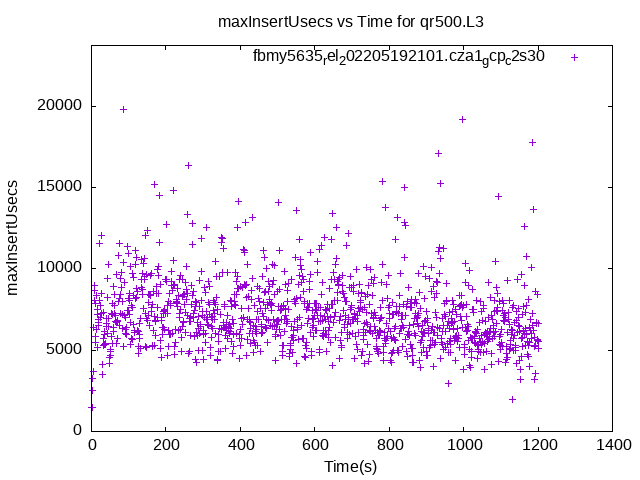 maxInsertUsecs vs Time for qr500.L3
fbmy5635rel202205192101.cza1gcpc2s30
20000
15000
10000
5000
0
maxInsertUsecs
0 200 400 600 800 1000 1200 1400
Time(s)